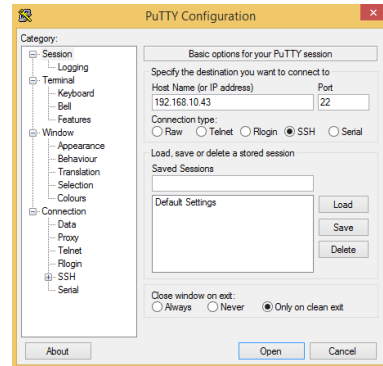 PuTTY Configuration
Category:
Session
Logging
Terminal
Keyboard
Bell
Features
Window
Appearance
Behaviour
Translation
Selection
Colours
Connection
Data
Proxy
Telnet
Rlogin
SSH
Serial
Basic options for your PuTTY session
Specify the destination you want to connect to
Host Name (or IP address) Port
192.168.10.43 22
Connection type:
Raw Telnet Rlogin SSH Serial
Load, save or delete a stored session
Saved Sessions
Default Settings
Load
Save
Delete
Close window on exit:
Always Never Only on clean exit
About Open Cancel